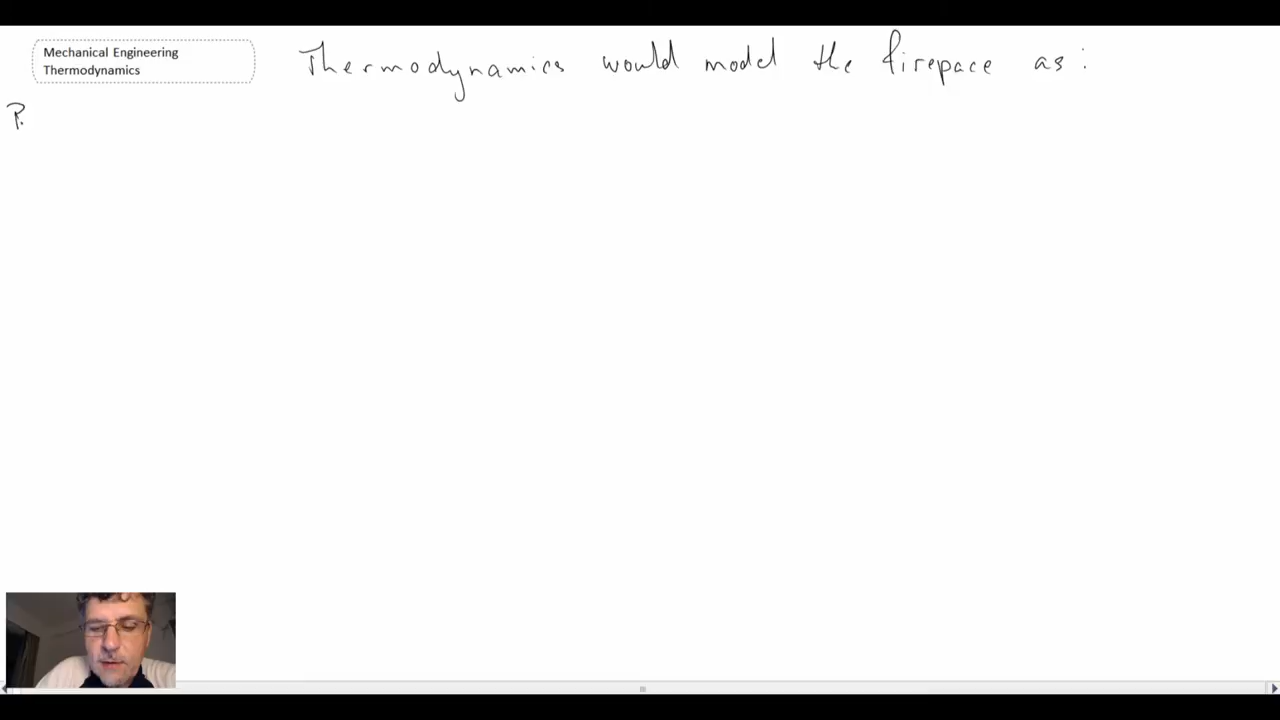 Mechanical Engineering
Thermodynamics
Thermodynamics would model the firepace as:
P.